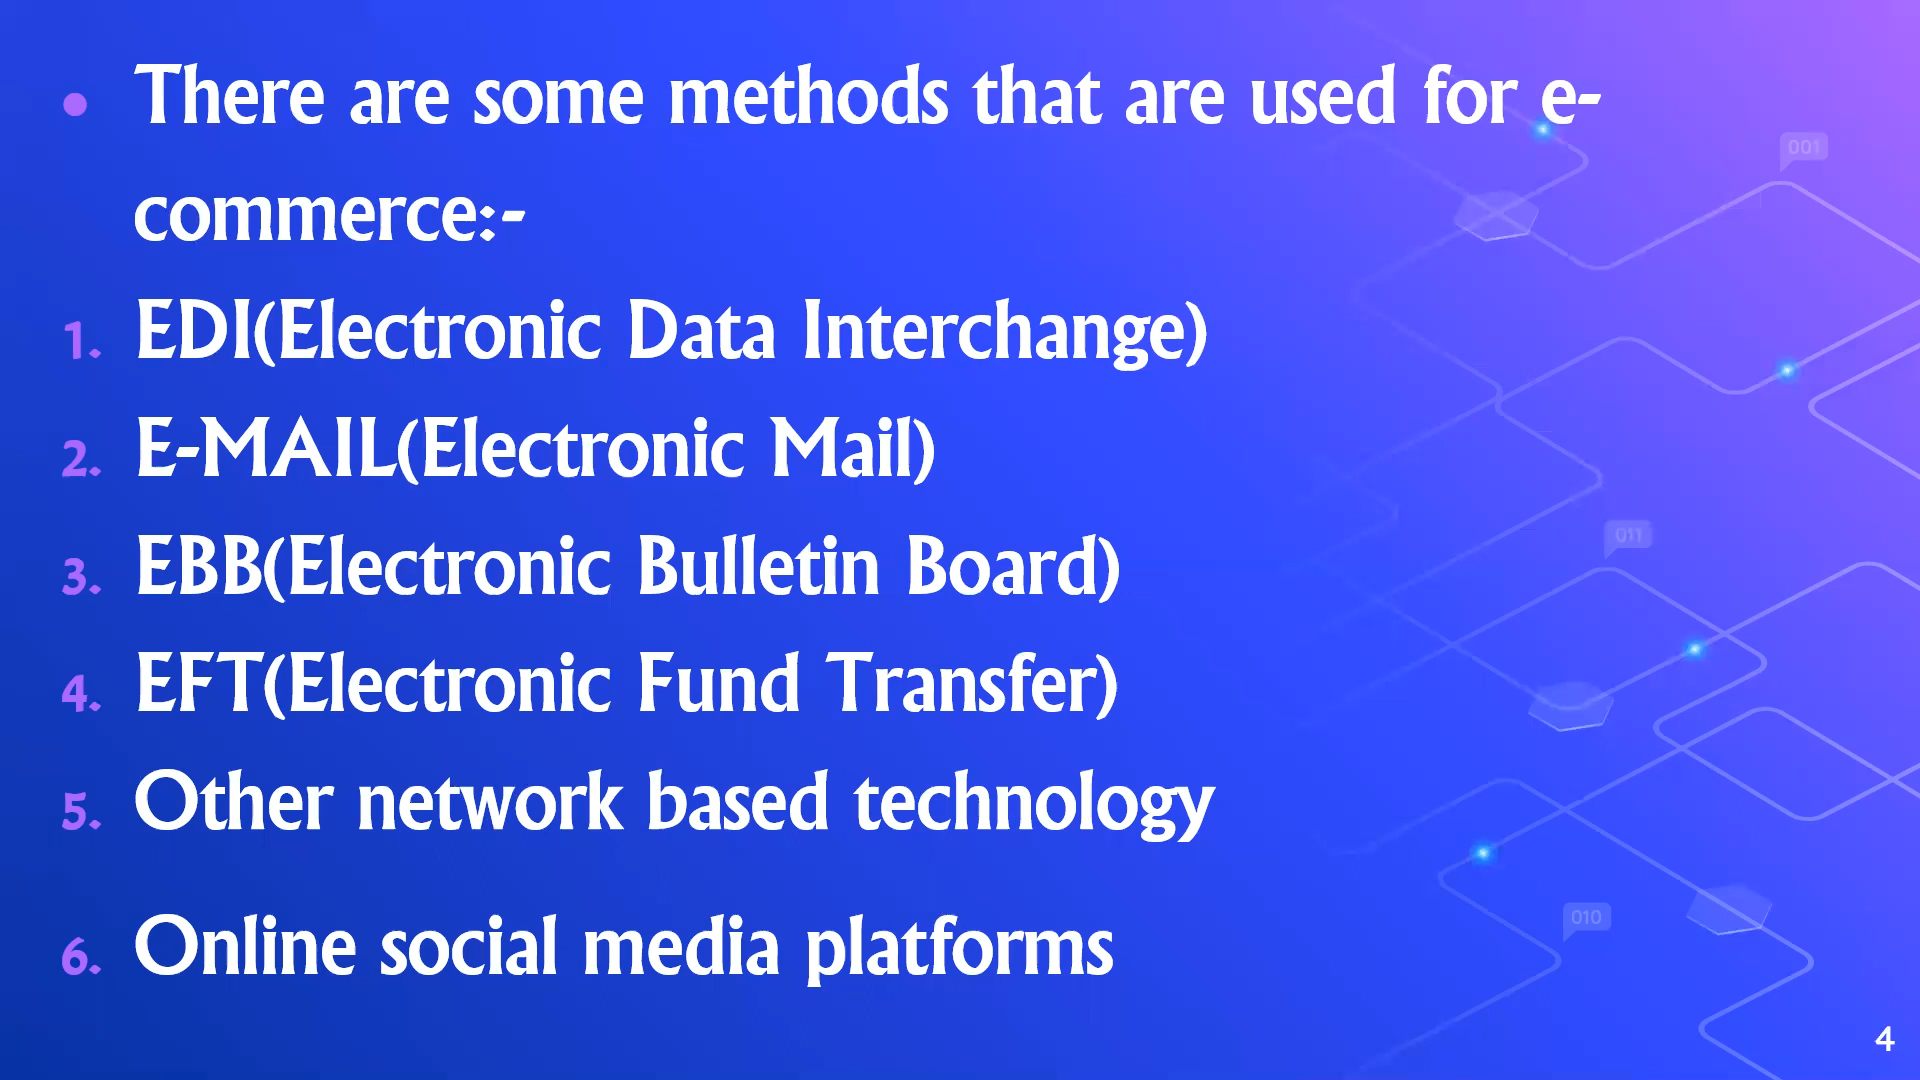 • There are some methods that are used for e-
commerce:-
1. EDI(Electronic Data Interchange)
2. E-MAIL(Electronic Mail)
3. EBB(Electronic Bulletin Board)
4. EFT(Electronic Fund Transfer)
5. Other network based technology
6. Online social media platforms
001
011
010
4